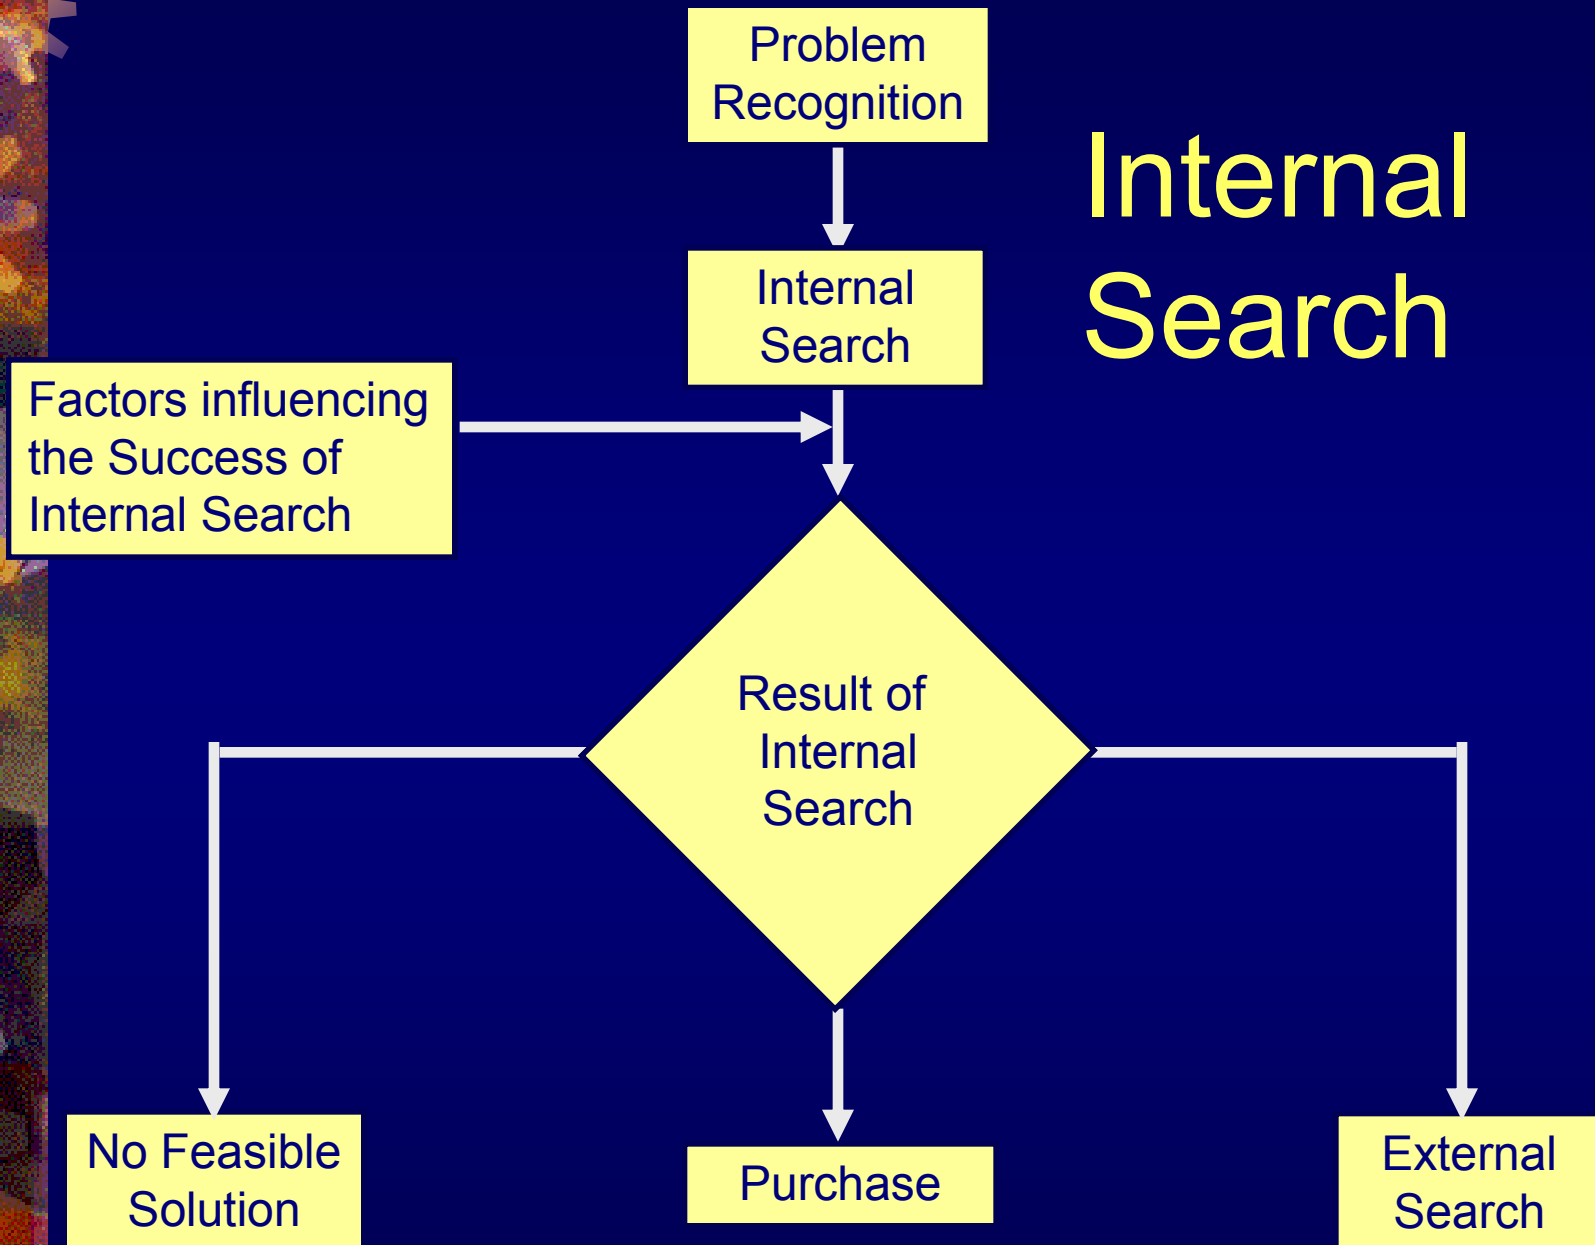 Problem
Recognition
Internal
Search
Internal
Search
Factors influencing
the Success of
Internal Search
Result of
Internal
Search
No Feasible
Solution
Purchase
External
Search